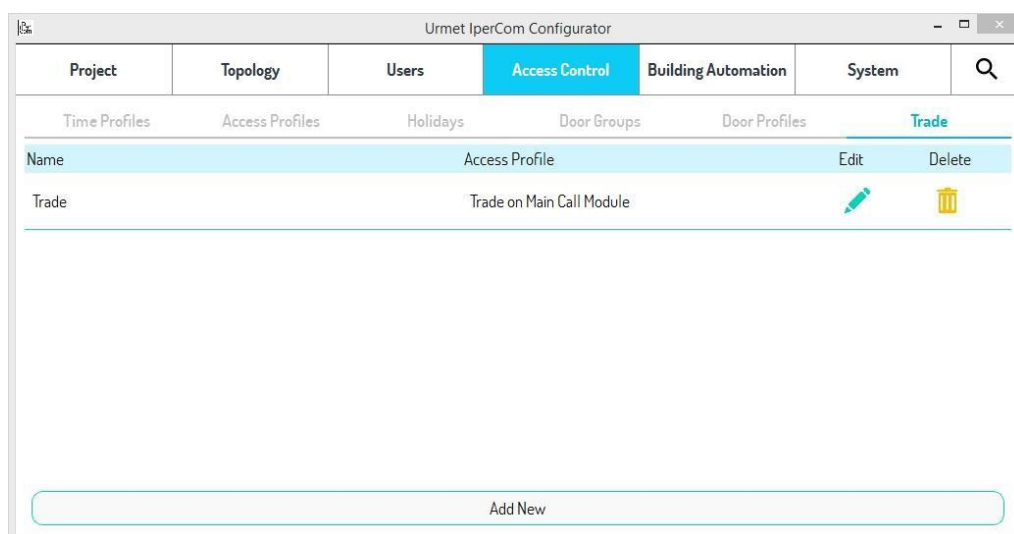 Urmet IperCom Configurator
Project Topology Users Access Control Building Automation System
Time Profiles Access Profiles Holidays Door Groups Door Profiles Trade
Name Access Profile Edit Delete
Trade Trade on Main Call Module
Add New